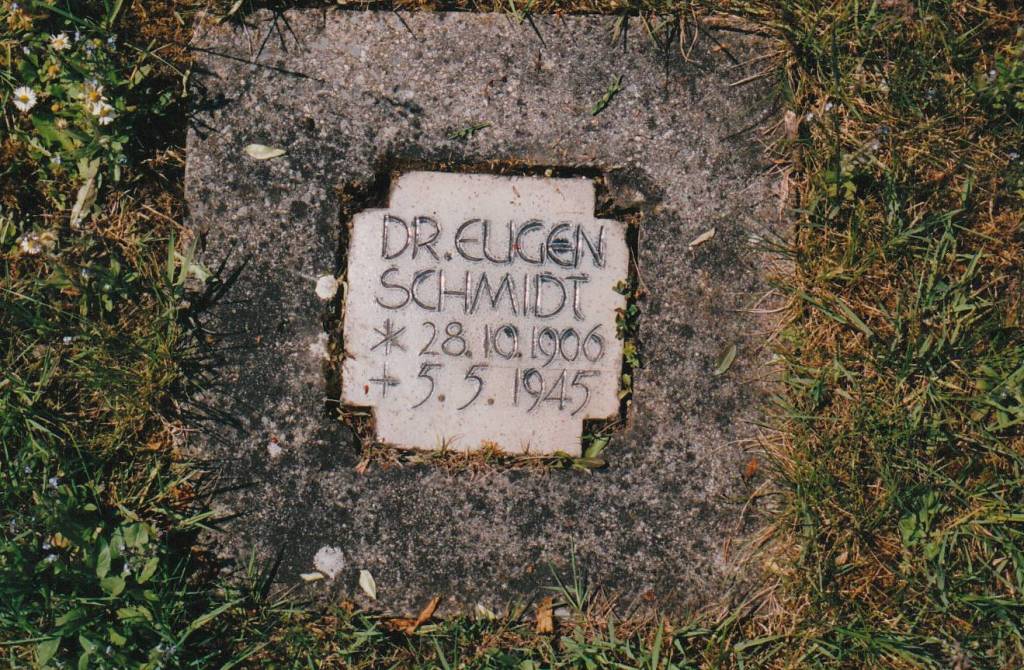 DR. EUGEN
SCHMIDT
* 28.10.1906
+ 5.5.1945